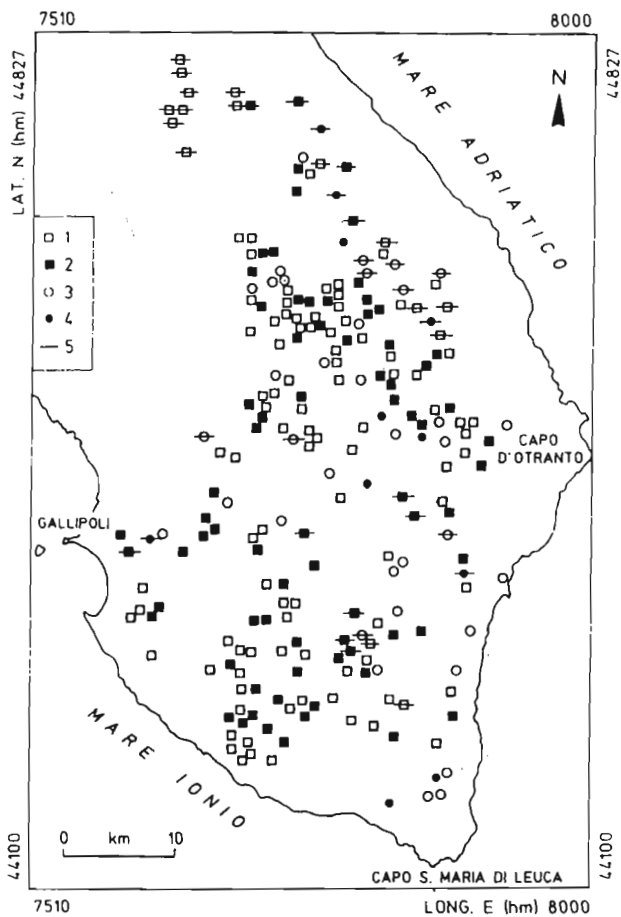 7510
8000
LAT. N (hm) 44827
44827
MARE ADRIATICO
N
1
2
3
4
5
CAPO
D'OTRANTO
GALLIPOLI
MARE IONIO
0 km 10
44100
44100
CAPO S. MARIA DI LEUCA
7510
LONG. E (hm) 8000